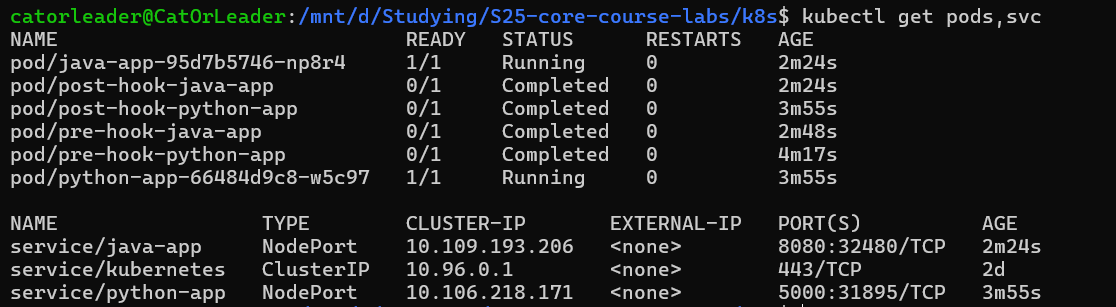 catorleader@CatOrLeader:/mnt/d/Studying/S25-core-course-labs/k8s$ kubectl get pods,svc
NAME READY STATUS RESTARTS AGE
pod/java-app-95d7b5746-np8r4 1/1 Running 0 2m24s
pod/post-hook-java-app 0/1 Completed 0 2m24s
pod/post-hook-python-app 0/1 Completed 0 3m55s
pod/pre-hook-java-app 0/1 Completed 0 2m48s
pod/pre-hook-python-app 0/1 Completed 0 4m17s
pod/python-app-66484d9c8-w5c97 1/1 Running 0 3m55s
NAME TYPE CLUSTER-IP EXTERNAL-IP PORT(S) AGE
service/java-app NodePort 10.109.193.206 <none> 8080:32480/TCP 2m24s
service/kubernetes ClusterIP 10.96.0.1 <none> 443/TCP 2d
service/python-app NodePort 10.106.218.171 <none> 5000:31895/TCP 3m55s